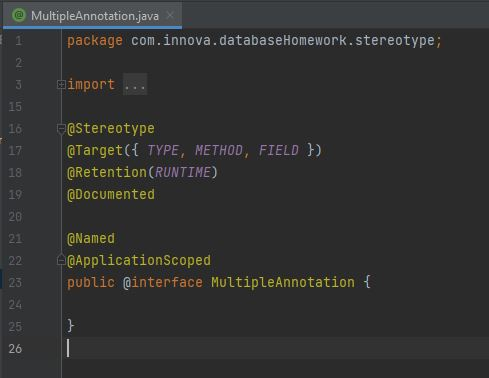 MultipleAnnotation.java
1 package com.innova.databaseHomework.stereotype;
2
3 import ...
15
16 @Stereotype
17 @Target({ TYPE, METHOD, FIELD })
18 @Retention(RUNTIME)
19 @Documented
20
21 @Named
22 @ApplicationScoped
23 public @interface MultipleAnnotation {
24
25 }
26